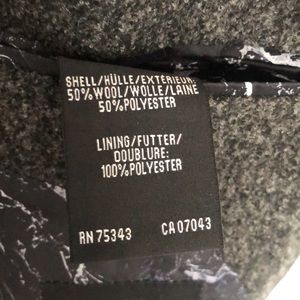 SHELL/HÜLLE/EXTÉRIEUR:
50%WOOL/WOLLE/LAINE
50%POLYESTER
LINING/FUTTER/
DOUBLURE:
100%POLYESTER
RN 75343 CA 07043